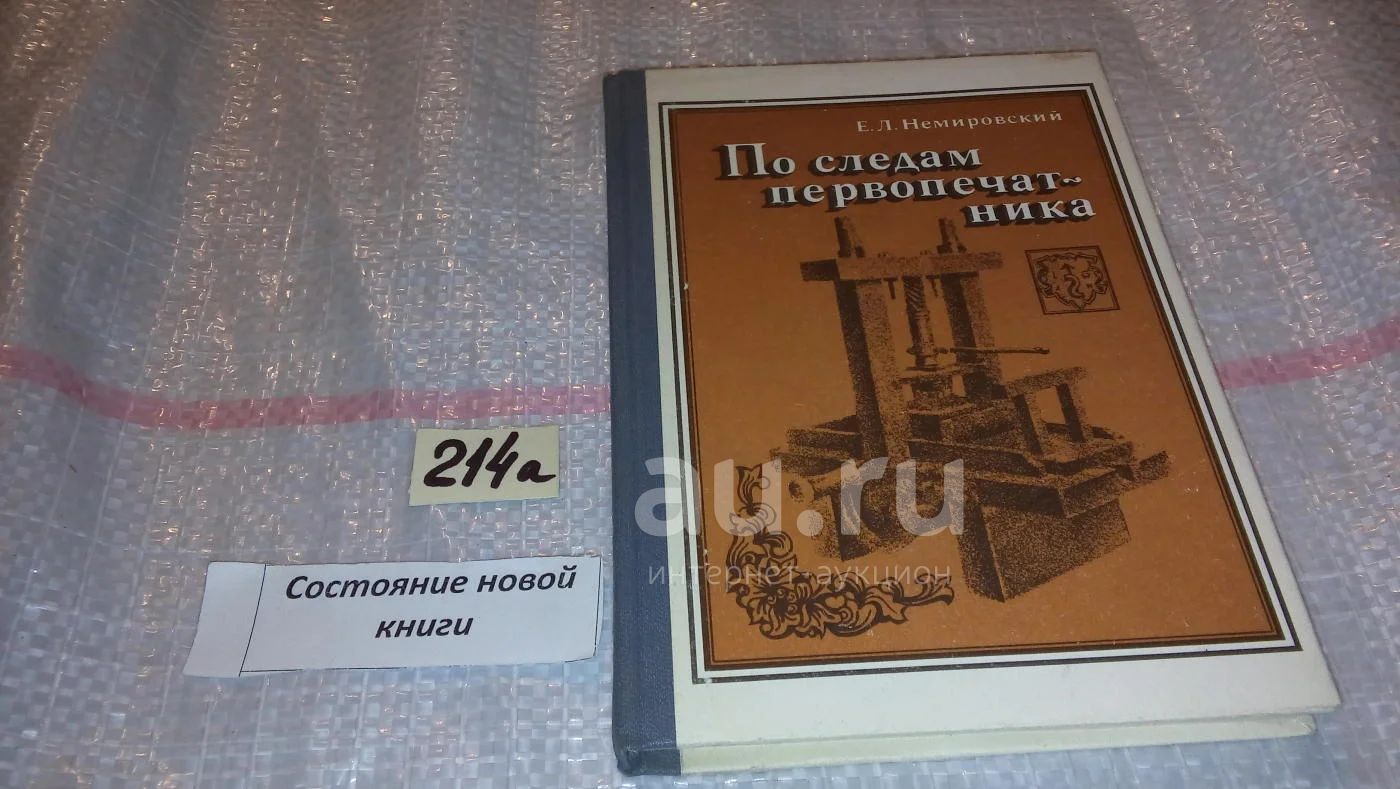 Е. Л. Немировский
По следам
первопечат~
ника
214а
Состояние новой
книги
au.ru
интернет аукцион